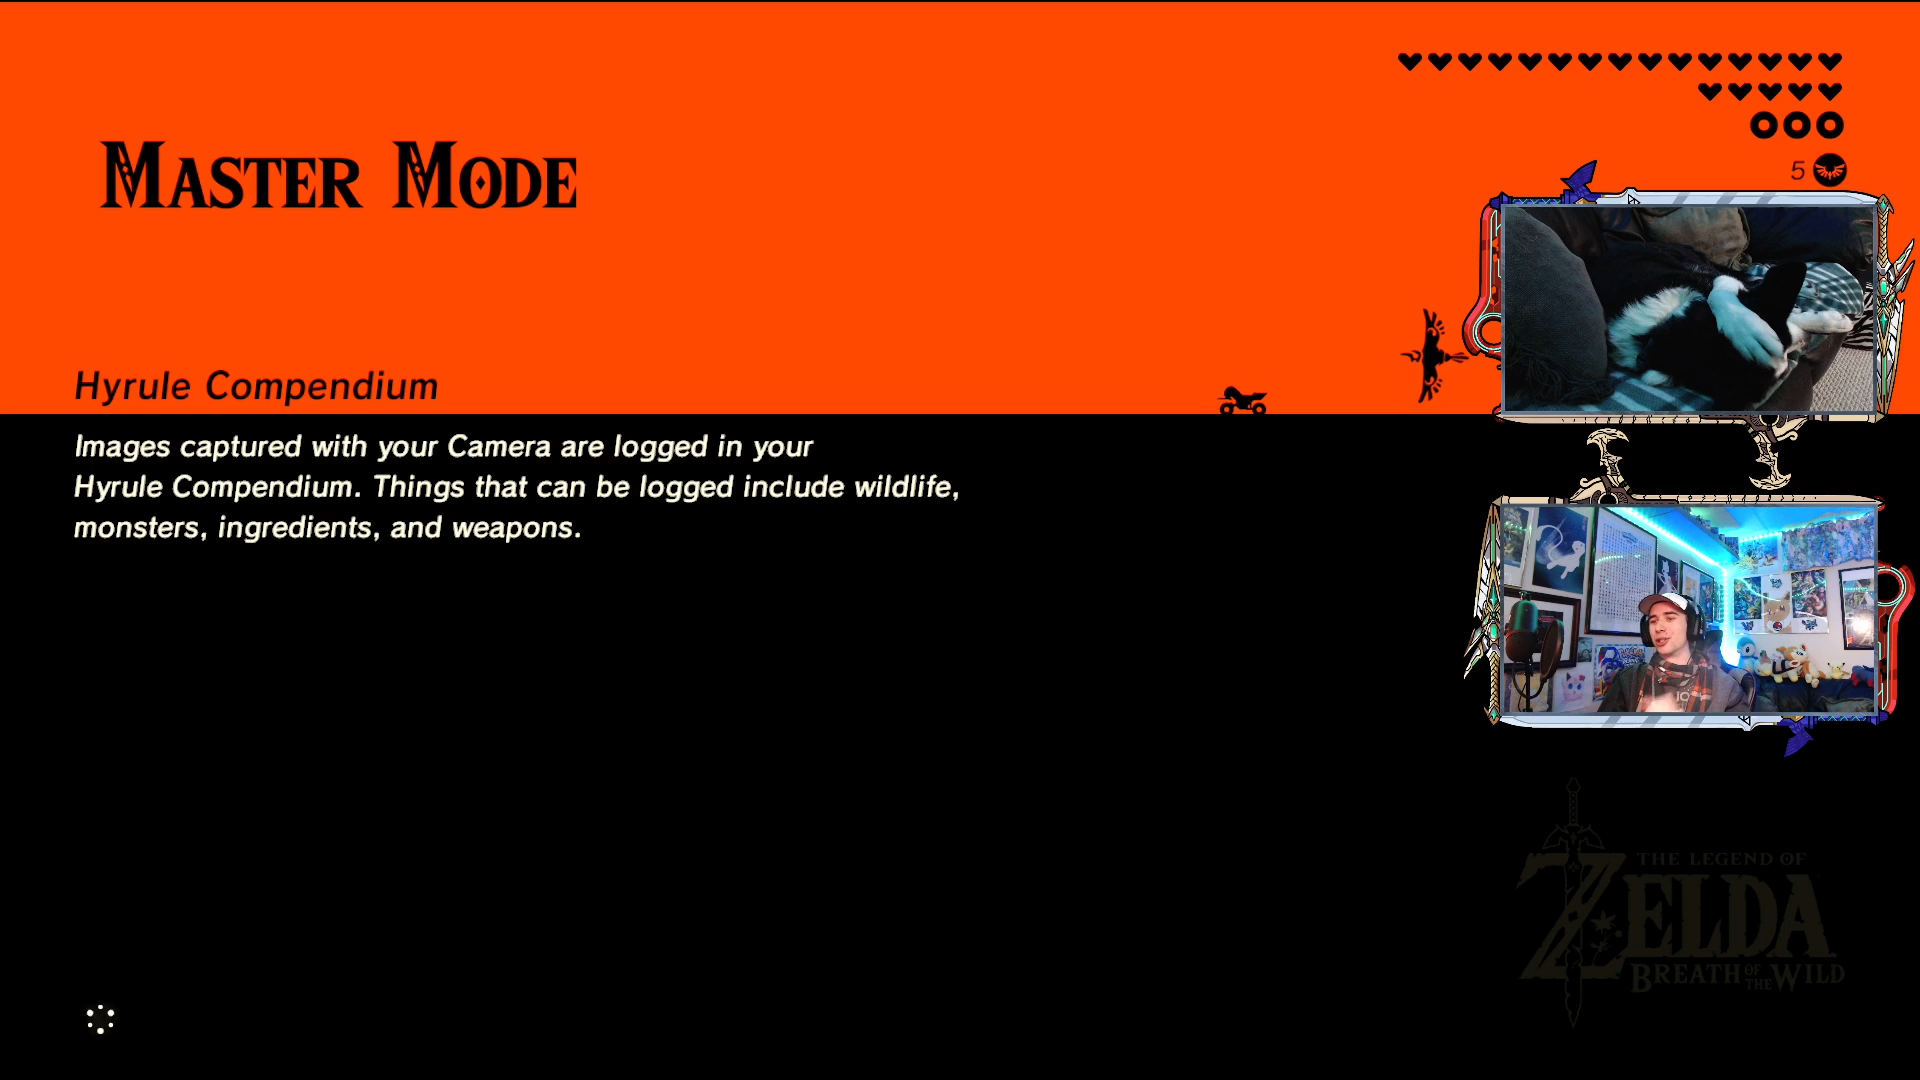 MASTER MODE
5
Hyrule Compendium
Images captured with your Camera are logged in your
Hyrule Compendium. Things that can be logged include wildlife,
monsters, ingredients, and weapons.
THE LEGEND OF
ZELDA
BREATH OF THE WILD